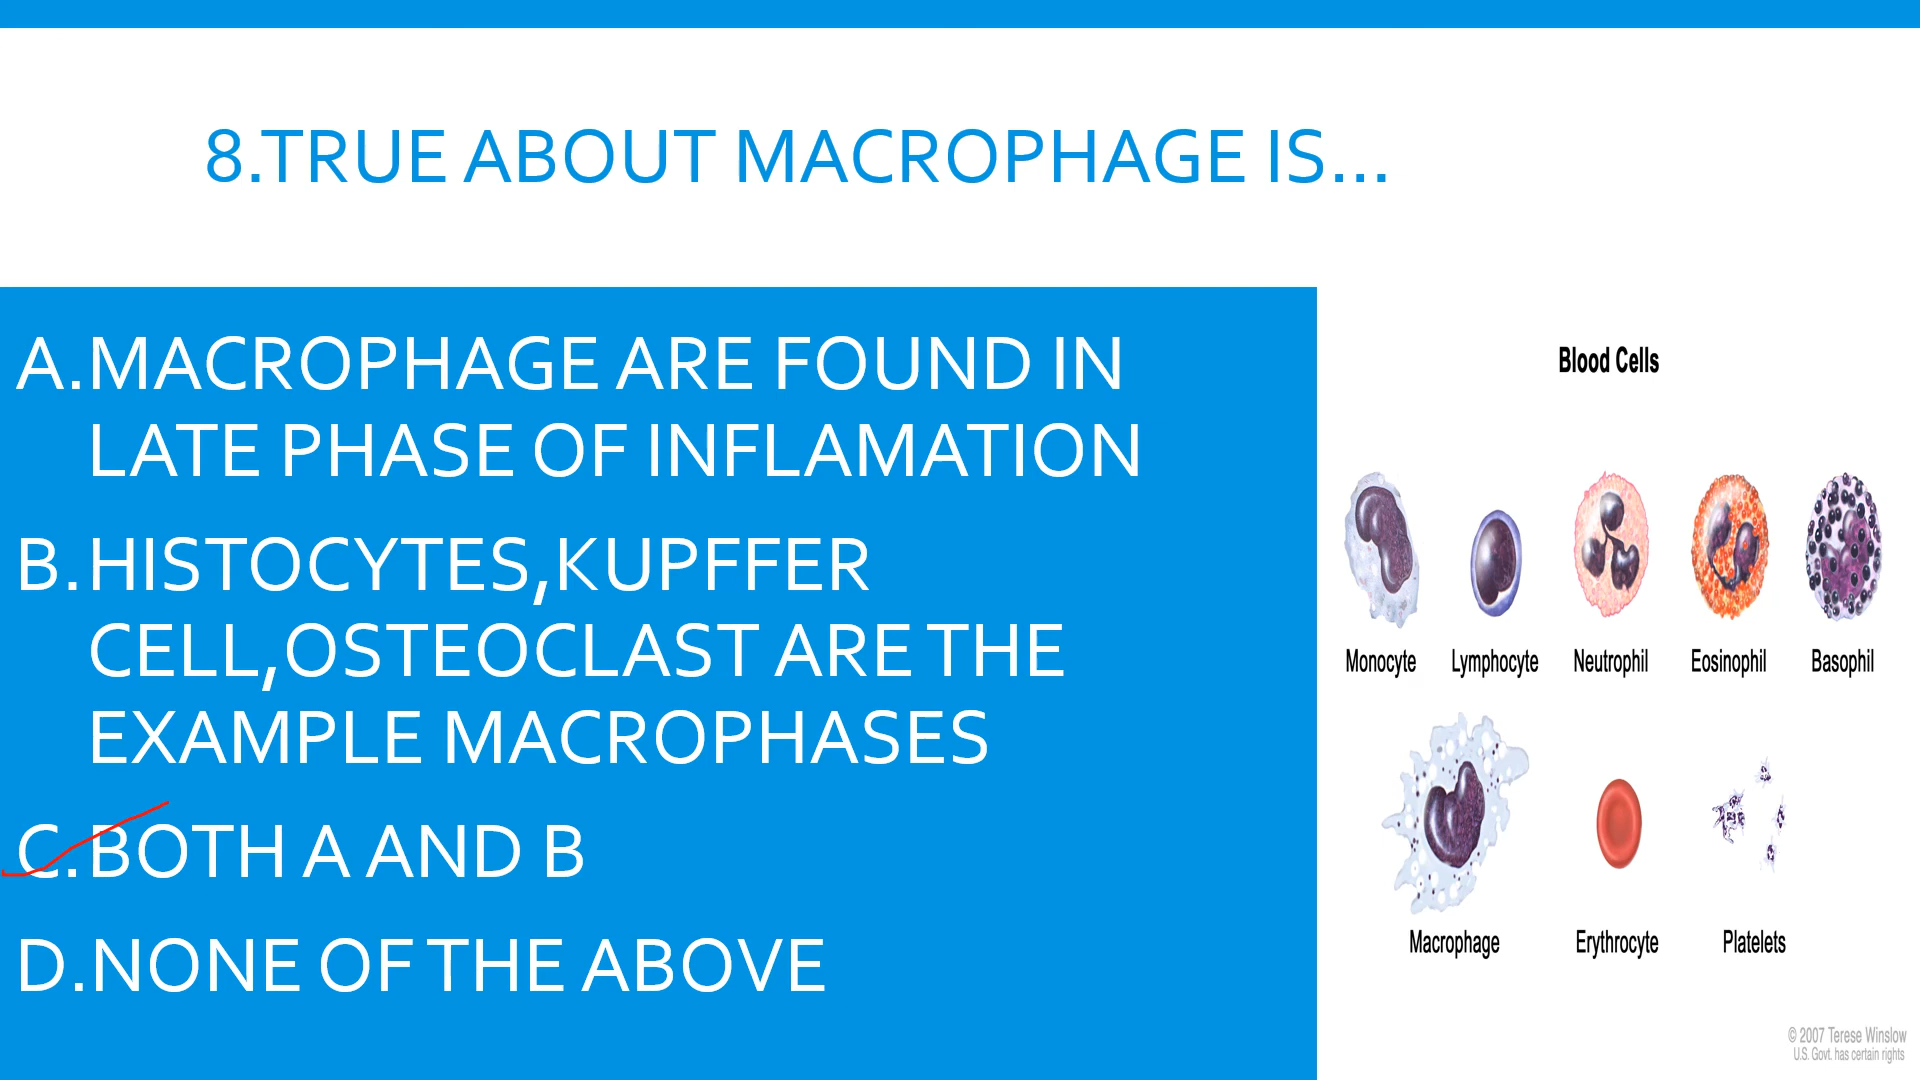 8.TRUE ABOUT MACROPHAGE IS...
A.MACROPHAGE ARE FOUND IN
LATE PHASE OF INFLAMATION
B.HISTOCYTES,KUPFFER
CELL,OSTEOCLAST ARE THE
EXAMPLE MACROPHASES
C.BOTH A AND B
D.NONE OF THE ABOVE
Blood Cells
Monocyte Lymphocyte Neutrophil Eosinophil Basophil
Macrophage Erythrocyte Platelets
© 2007 Terese Winslow
U.S. Govt. has certain rights